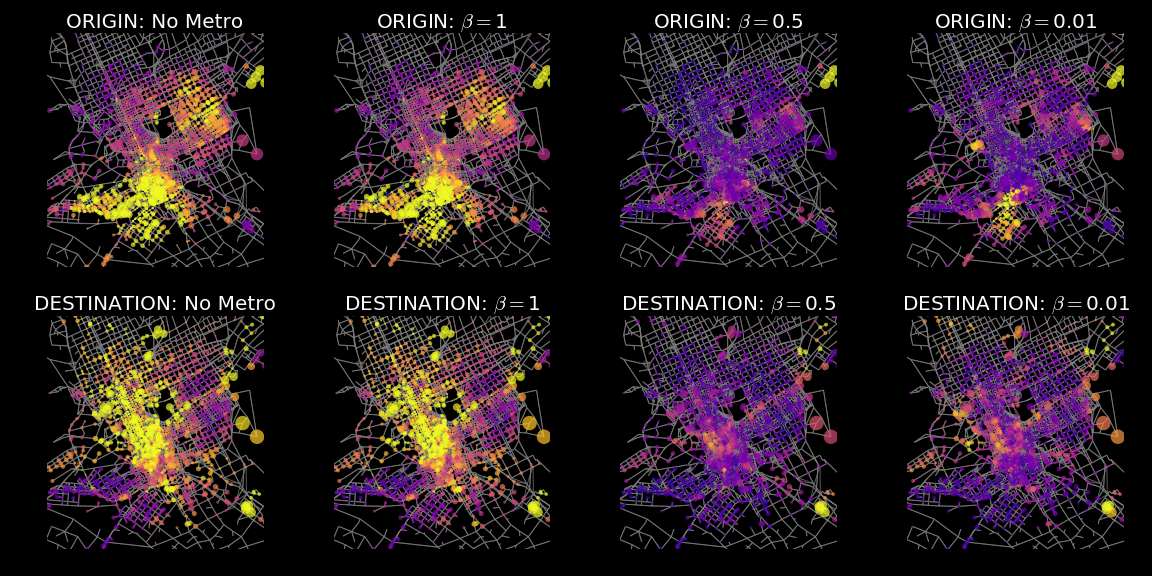 ORIGIN: No Metro
ORIGIN: β = 1
ORIGIN: β = 0.5
ORIGIN: β = 0.01
DESTINATION: No Metro
DESTINATION: β = 1
DESTINATION: β = 0.5
DESTINATION: β = 0.01